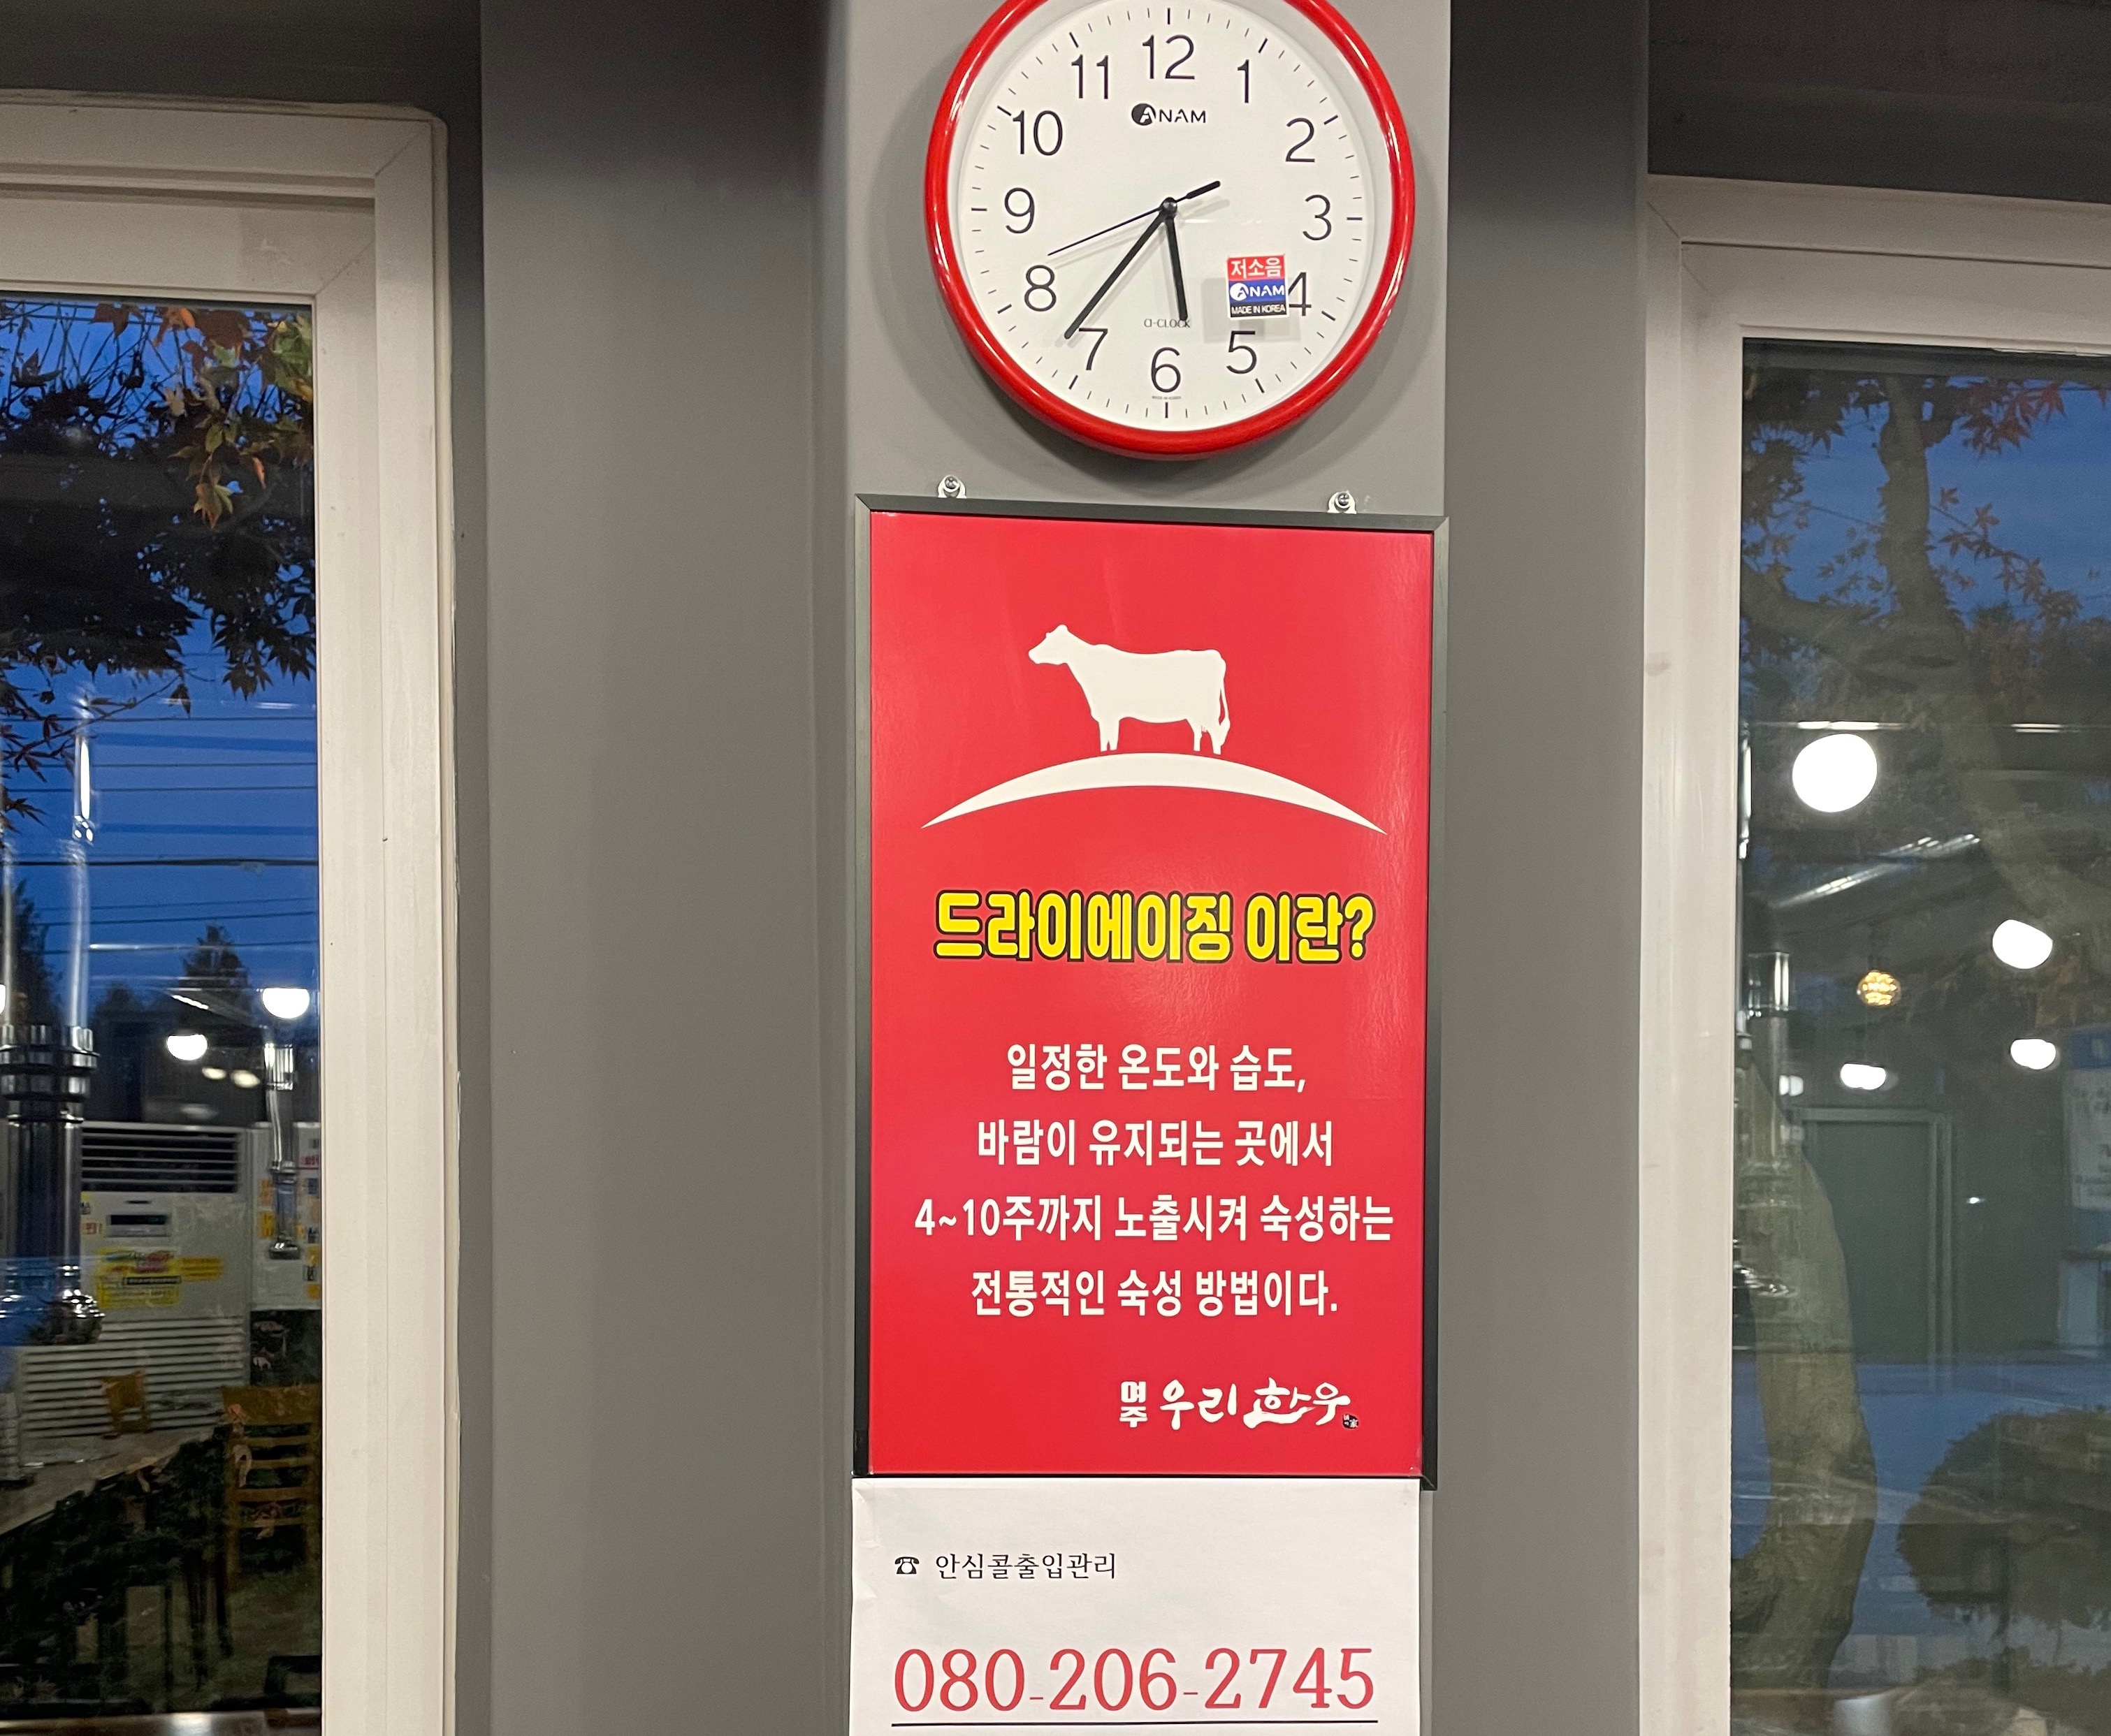 12
11 1
ANAM
10 2
9 3
저소음
ANAM
MADE IN KOREA
8 4
CI-CLOCK
7 5
6
드라이에이징 이란?
일정한 온도와 습도,
바람이 유지되는 곳에서
4~10주까지 노출시켜 숙성하는
전통적인 숙성 방법이다.
여주 우리한우
☎ 안심콜출입관리
080-206-2745